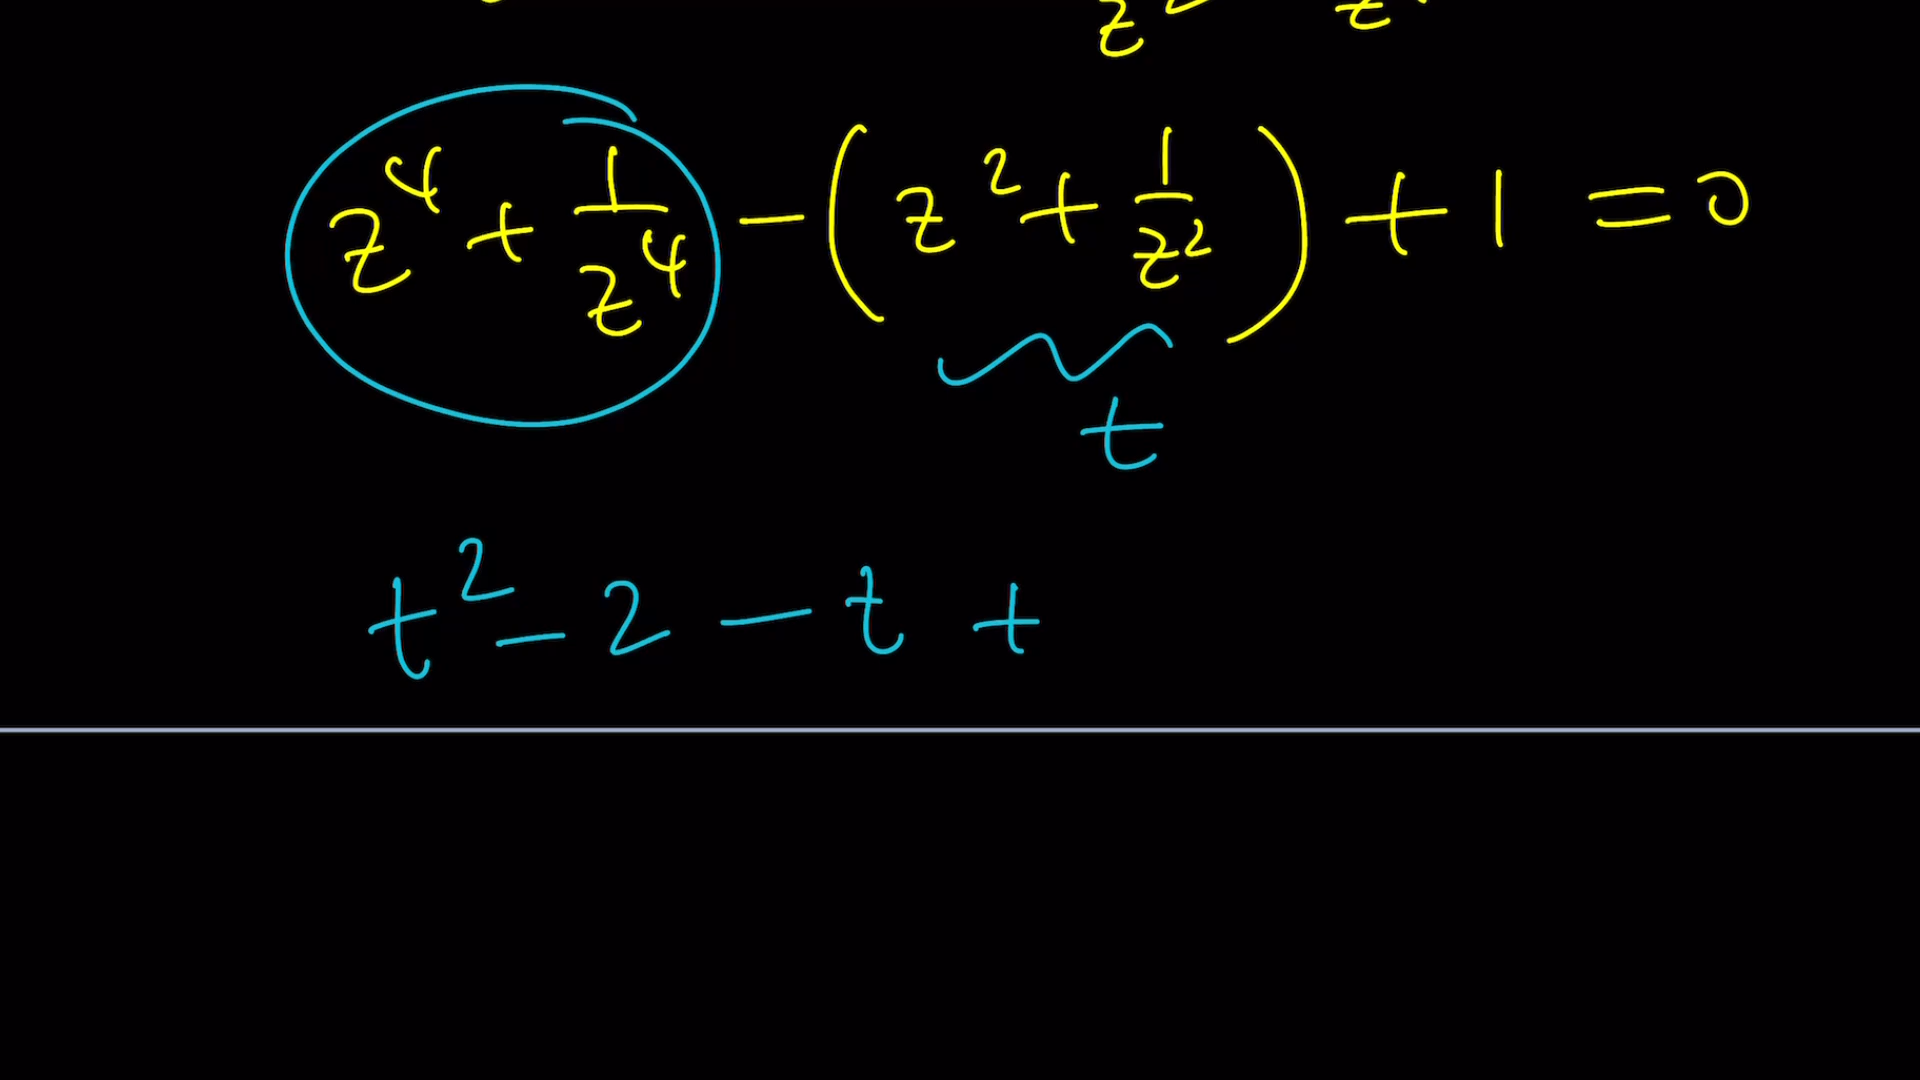 z⁴ + 1/z⁴ − (z² + 1/z²) + 1 = 0
t
t² − 2 − t +